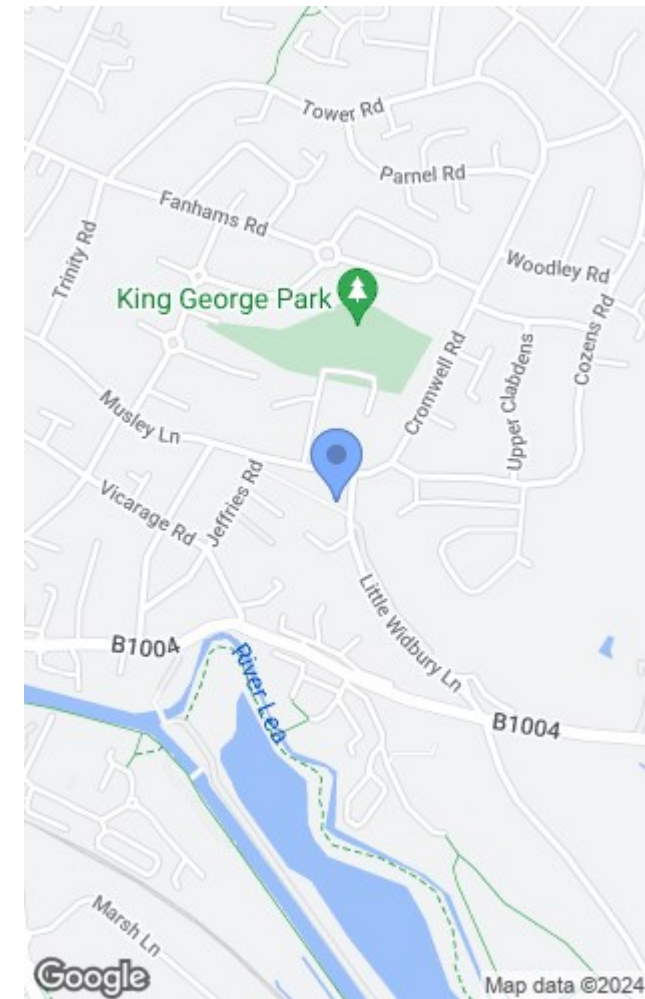 Tower Rd
Parnel Rd
Fanhams Rd
Trinity Rd
Woodley Rd
King George Park
Cozens Rd
Upper Clabdens
Cromwell Rd
Musley Ln
Jeffries Rd
Vicarage Rd
Little Widbury Ln
B1004
River Lea
B1004
Marsh Ln
Google
Map data ©2024